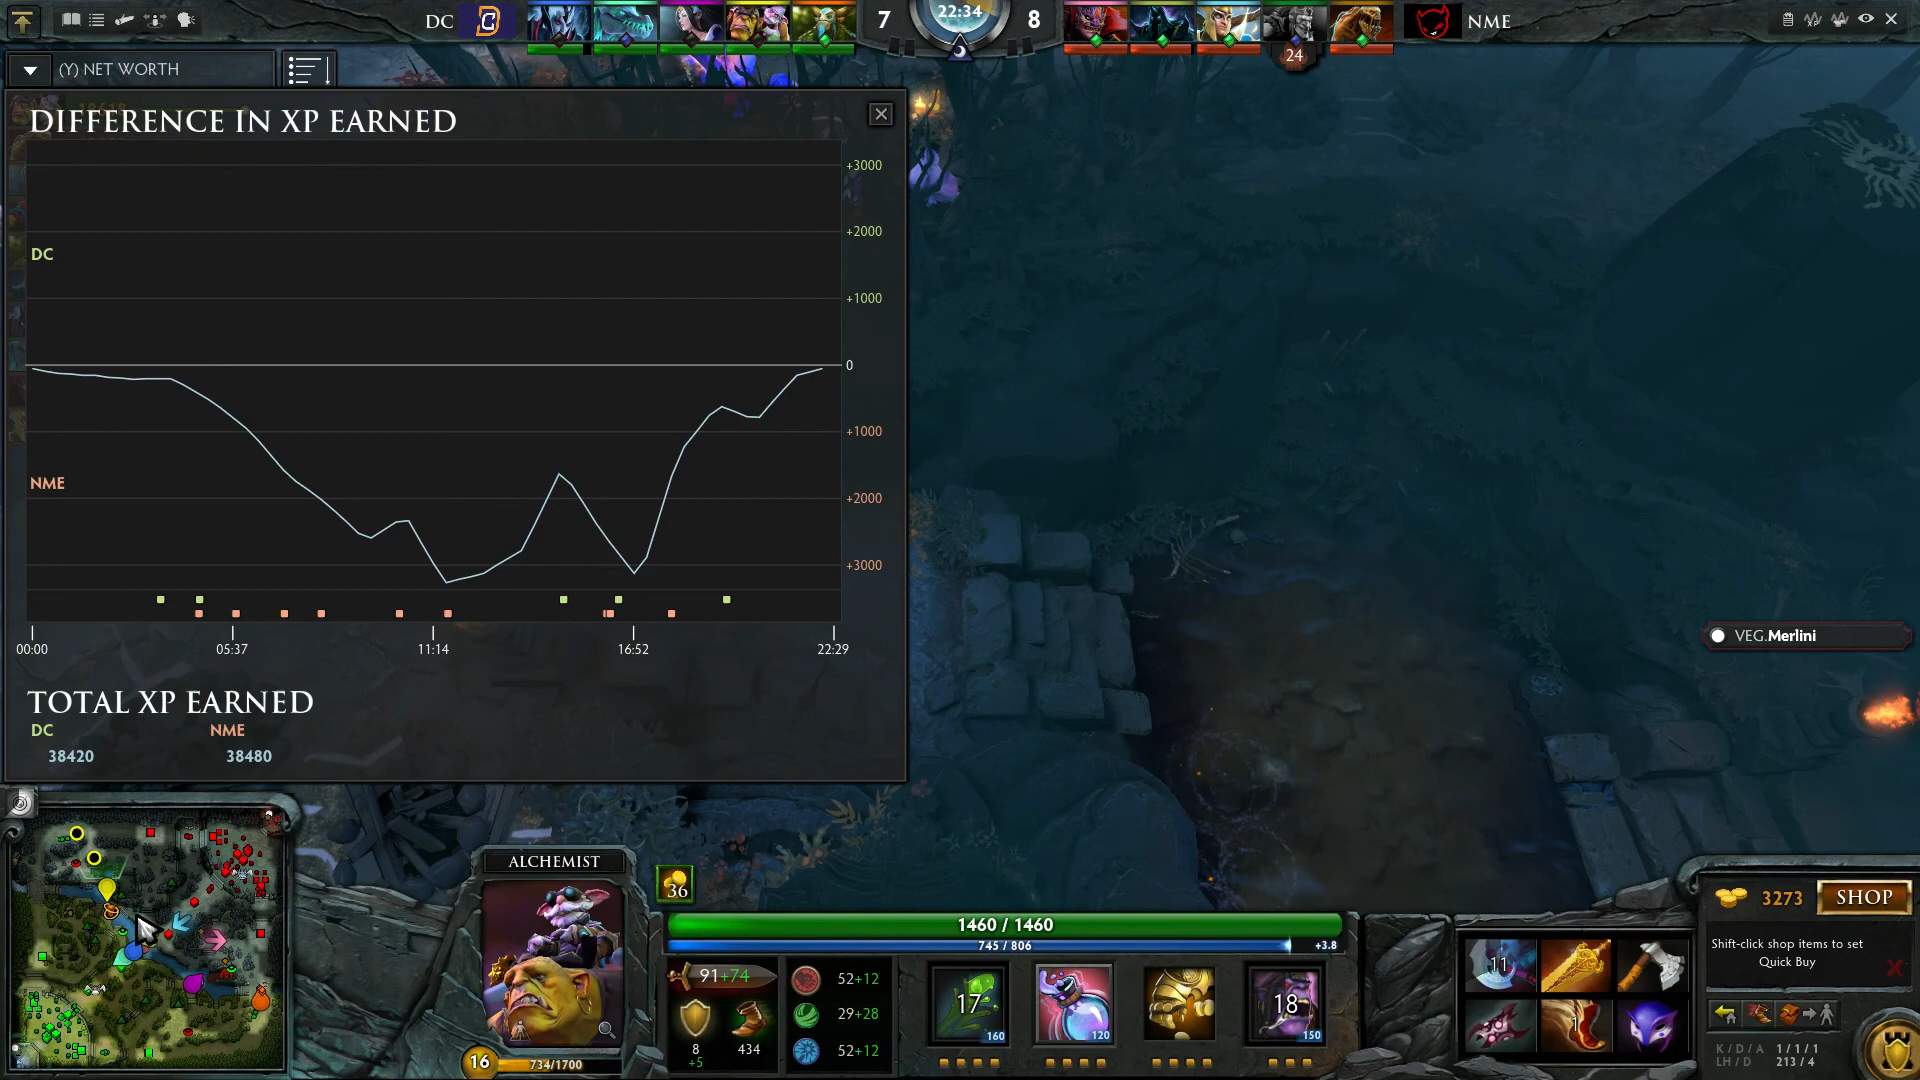 DC
7
22:34
8
NME
24
(Y) NET WORTH
DIFFERENCE IN XP EARNED
+3000
+2000
DC
+1000
0
+1000
NME
+2000
+3000
00:00
05:37
11:14
16:52
22:29
VEG.Merlini
TOTAL XP EARNED
DC NME
38420 38480
ALCHEMIST
36
1460 / 1460
745 / 806
+3.8
91+74
52+12
29+28
52+12
8
+5
434
17
160
120
18
150
16
734/1700
11
1
3273
SHOP
Shift-click shop items to set
Quick Buy
K / D / A 1 / 1 / 1
LH / D 213 / 4